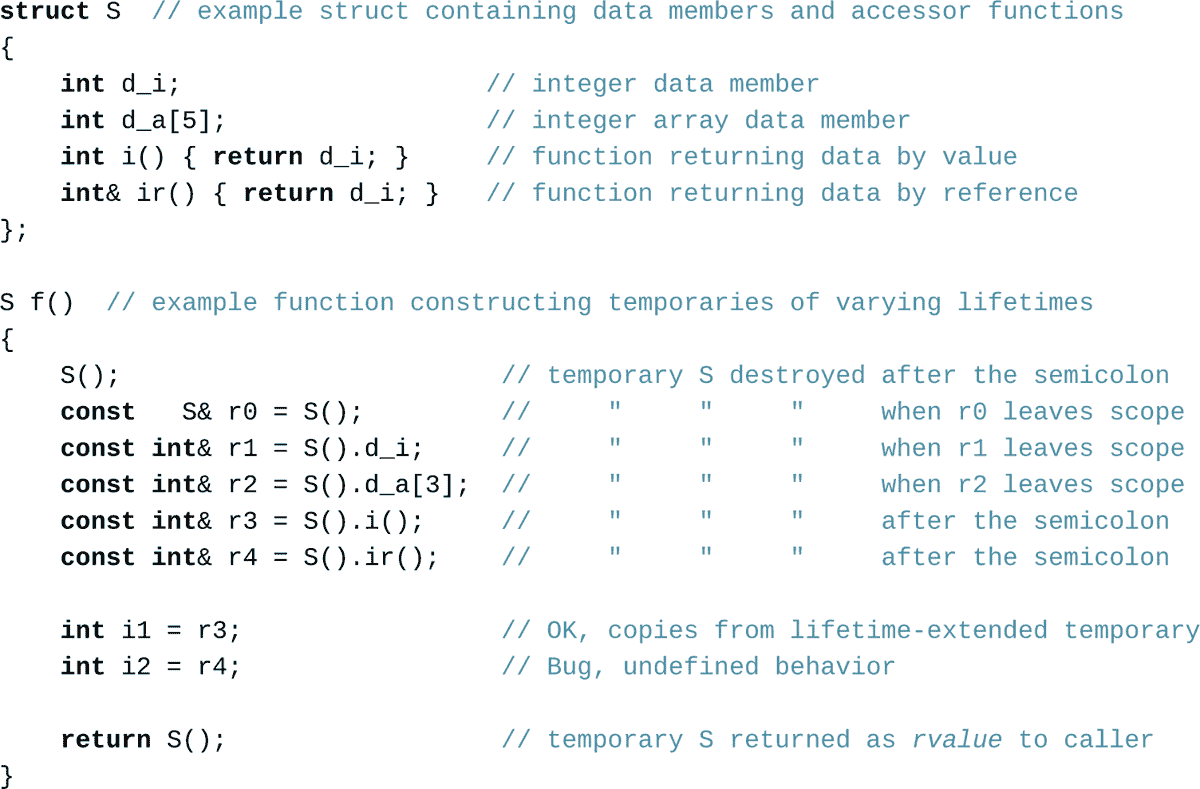 struct S  // example struct containing data members and accessor functions
{
    int d_i;                    // integer data member
    int d_a[5];                 // integer array data member
    int i() { return d_i; }     // function returning data by value
    int& ir() { return d_i; }   // function returning data by reference
};

S f()  // example function constructing temporaries of varying lifetimes
{
    S();                         // temporary S destroyed after the semicolon
    const   S& r0 = S();         //     "     "     "     when r0 leaves scope
    const int& r1 = S().d_i;     //     "     "     "     when r1 leaves scope
    const int& r2 = S().d_a[3];  //     "     "     "     when r2 leaves scope
    const int& r3 = S().i();     //     "     "     "     after the semicolon
    const int& r4 = S().ir();    //     "     "     "     after the semicolon

    int i1 = r3;                 // OK, copies from lifetime-extended temporary
    int i2 = r4;                 // Bug, undefined behavior

    return S();                  // temporary S returned as rvalue to caller
}